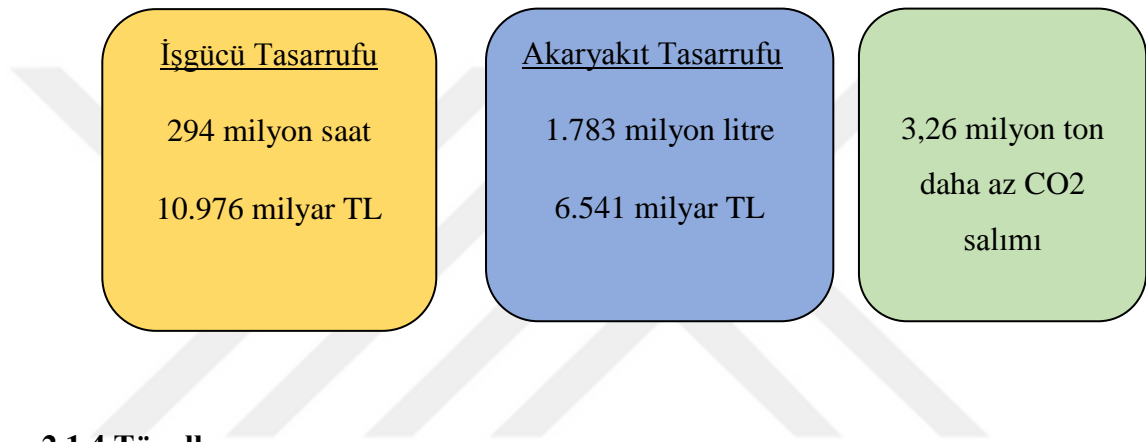 İşgücü Tasarrufu
294 milyon saat
10.976 milyar TL
Akaryakıt Tasarrufu
1.783 milyon litre
6.541 milyar TL
3,26 milyon ton
daha az CO2
salımı